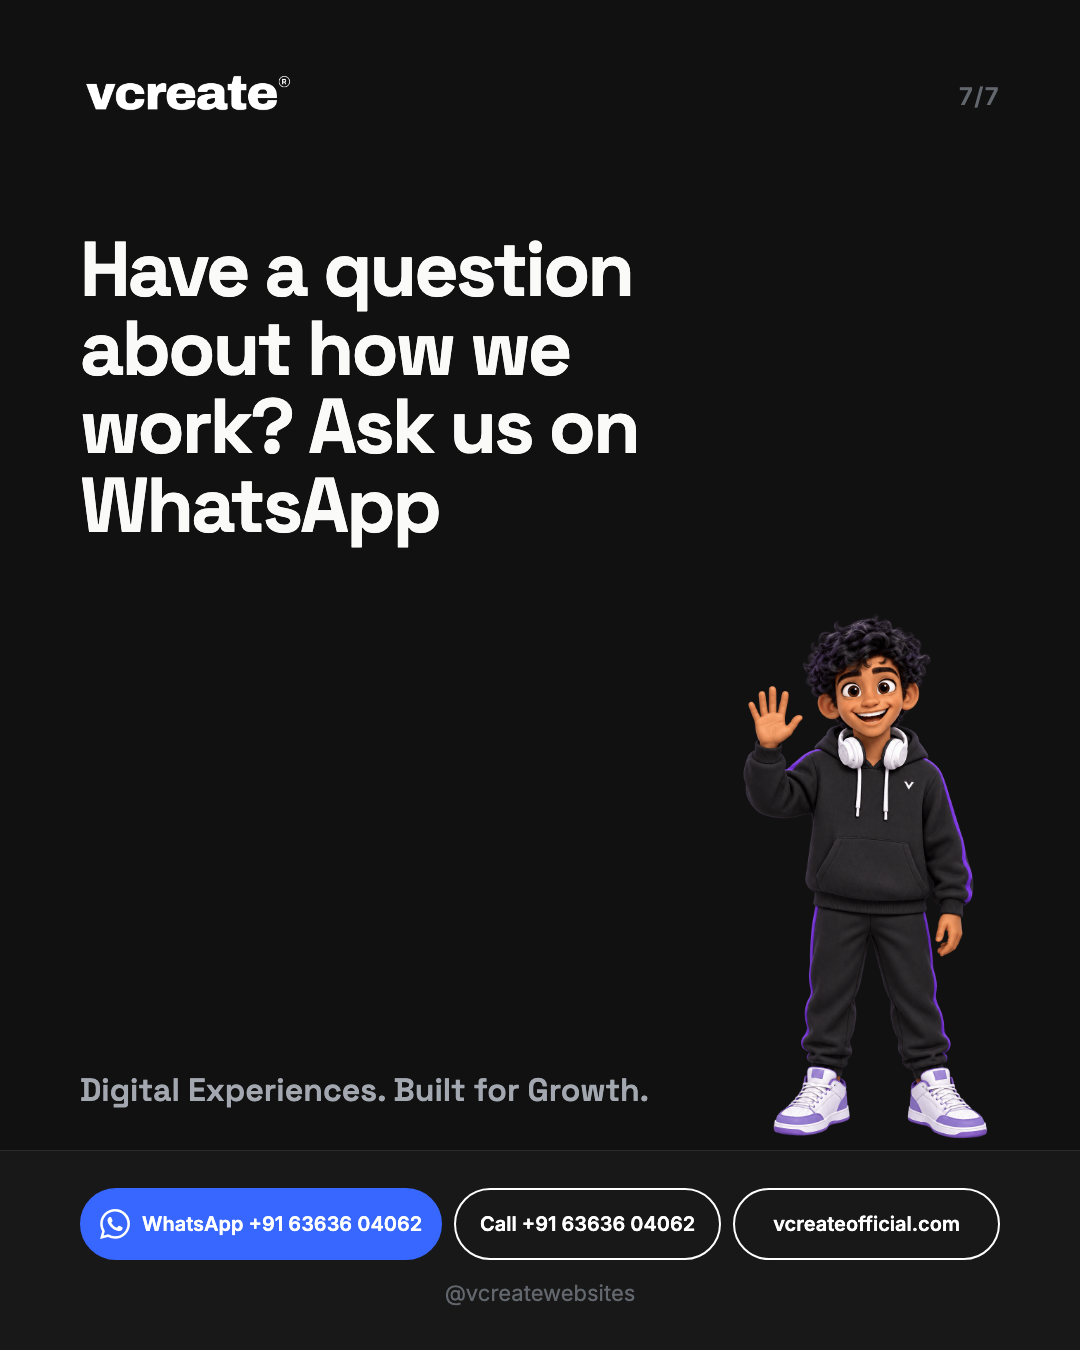 vcreate®
7/7
Have a question
about how we
work? Ask us on
WhatsApp
Digital Experiences. Built for Growth.
WhatsApp +91 63636 04062
Call +91 63636 04062
vcreateofficial.com
@vcreatewebsites